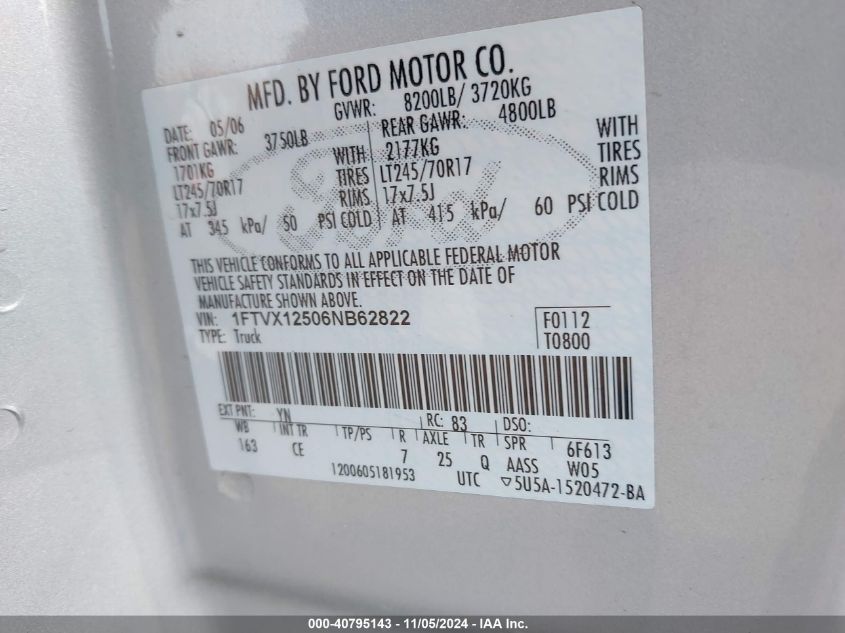 MFD. BY FORD MOTOR CO.
DATE: 05/06 GVWR: 8200LB/ 3720KG
FRONT GAWR: 3750LB REAR GAWR: 4800LB
1701KG WITH 2177KG WITH
LT245/70R17 TIRES LT245/70R17 TIRES
17x7.5J RIMS 17x7.5J RIMS
AT 345 kPa/ 50 PSI COLD AT 415 kPa/ 60 PSI COLD
THIS VEHICLE CONFORMS TO ALL APPLICABLE FEDERAL MOTOR
VEHICLE SAFETY STANDARDS IN EFFECT ON THE DATE OF
MANUFACTURE SHOWN ABOVE.
VIN: 1FTVX12506NB62822 F0112
TYPE: Truck T0800
EXT PNT: YN RC: 83 DSO:
WB INT TR TP/PS R AXLE TR SPR 6F613
163 CE 7 25 Q AASS W05
1200605181953 UTC ▽5U5A-1520472-BA
Ford
000-40795143 - 11/05/2024 - IAA Inc.